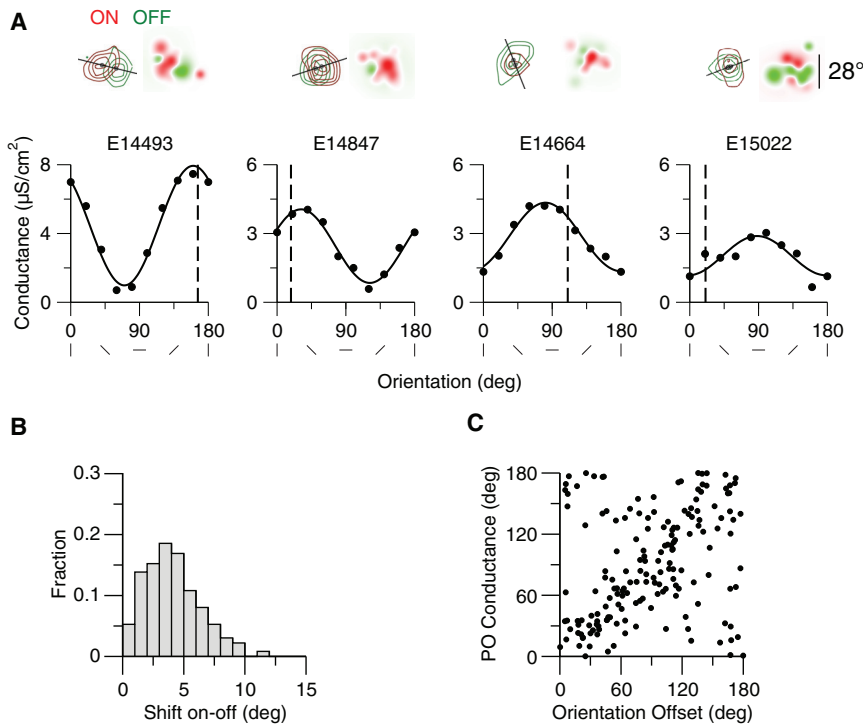 A
ON OFF
28°
E14493 E14847 E14664 E15022
Conductance (µS/cm²)
8 6 6 6
4 3 3 3
0 0 0 0
0 90 180 0 90 180 0 90 180 0 90 180
Orientation (deg)
B
C
Fraction
0.3
0.2
0.1
0
0 5 10 15
Shift on-off (deg)
PO Conductance (deg)
180
120
60
0
0 60 120 180
Orientation Offset (deg)